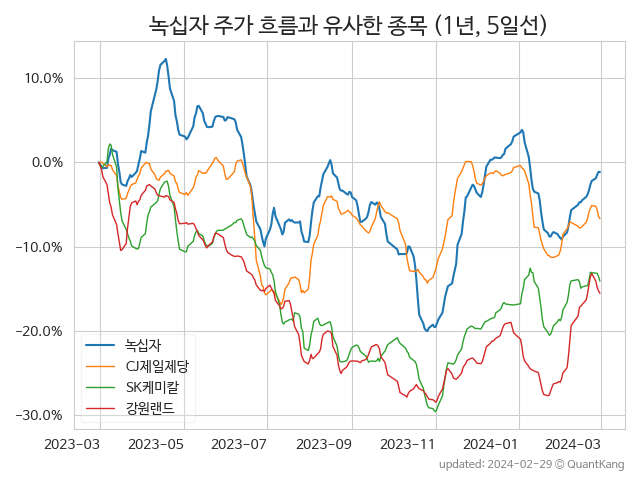 녹십자 주가 흐름과 유사한 종목 (1년, 5일선)
10.0%
0.0%
-10.0%
-20.0%
-30.0%
녹십자
CJ제일제당
SK케미칼
강원랜드
2023-03 2023-05 2023-07 2023-09 2023-11 2024-01 2024-03
updated: 2024-02-29 © QuantKang